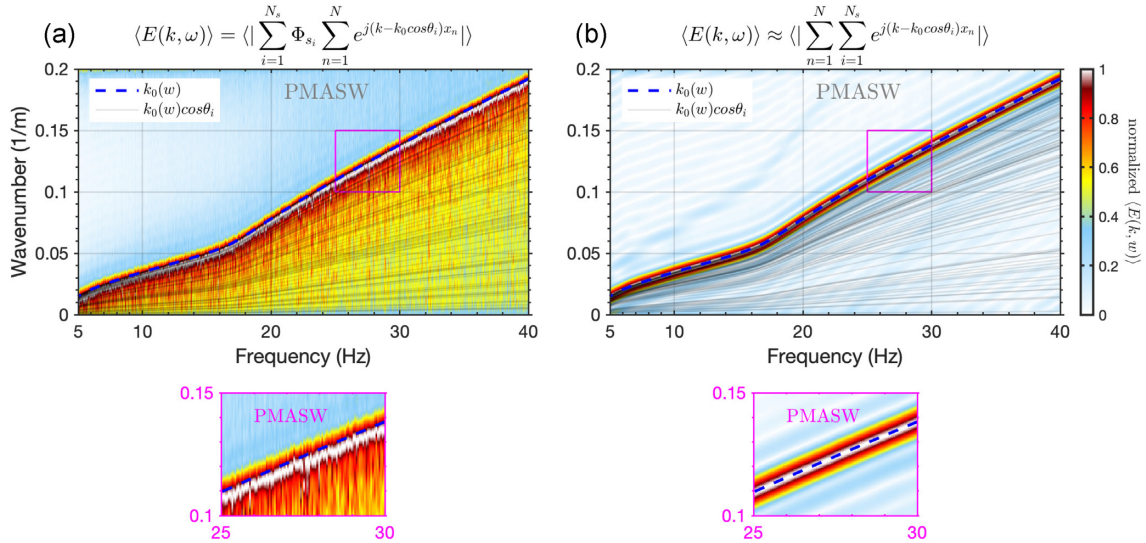 (a) ⟨E(k, ω)⟩ = ⟨| ∑_{i=1}^{N_s} Φ_{s_i} ∑_{n=1}^{N} e^{j(k−k_0cosθ_i)x_n} |⟩
(b) ⟨E(k, ω)⟩ ≈ ⟨| ∑_{n=1}^{N} ∑_{i=1}^{N_s} e^{j(k−k_0cosθ_i)x_n} |⟩
0.2
0.15
0.1
0.05
0
Wavenumber (1/m)
k_0(w)
k_0(w)cosθ_i
PMASW
5 10 20 30 40
Frequency (Hz)
0.2
0.15
0.1
0.05
0
k_0(w)
k_0(w)cosθ_i
PMASW
5 10 20 30 40
Frequency (Hz)
1
0.8
0.6
0.4
0.2
0
normalized ⟨E(k, w)⟩
0.15
PMASW
0.1
25 30
0.15
PMASW
0.1
25 30